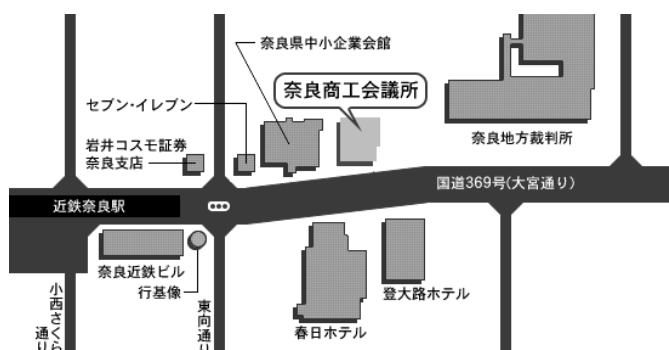 奈良県中小企業会館
奈良商工会議所
セブン・イレブン
奈良地方裁判所
岩井コスモ証券
奈良支店
国道369号(大宮通り)
近鉄奈良駅
奈良近鉄ビル
行基像
登大路ホテル
春日ホテル
小西さくら
通り
東向通り